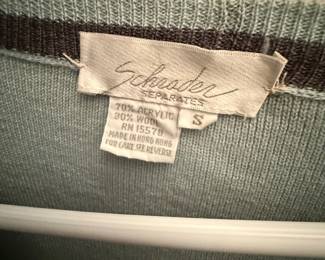 Schrader
SEPARATES
S
70% ACRYLIC
30% WOOL
RN 15578
MADE IN HONG KONG
FOR CARE SEE REVERSE